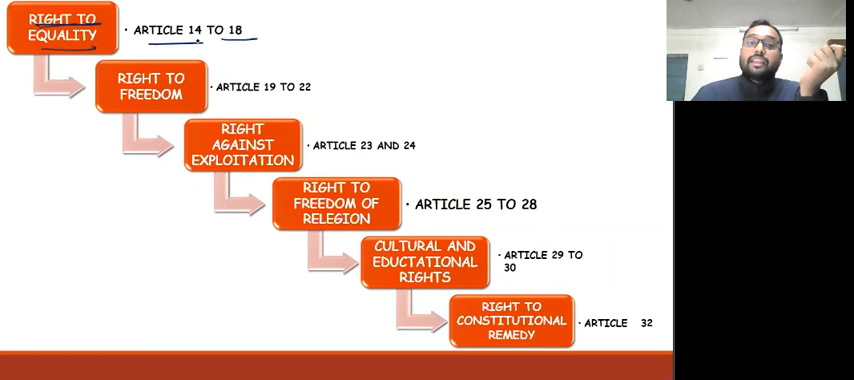 RIGHT TO
EQUALITY
• ARTICLE 14 TO 18
RIGHT TO
FREEDOM
• ARTICLE 19 TO 22
RIGHT
AGAINST
EXPLOITATION
• ARTICLE 23 AND 24
RIGHT TO
FREEDOM OF
RELEGION
• ARTICLE 25 TO 28
CULTURAL AND
EDUCTATIONAL
RIGHTS
• ARTICLE 29 TO
30
RIGHT TO
CONSTITUTIONAL
REMEDY
• ARTICLE 32